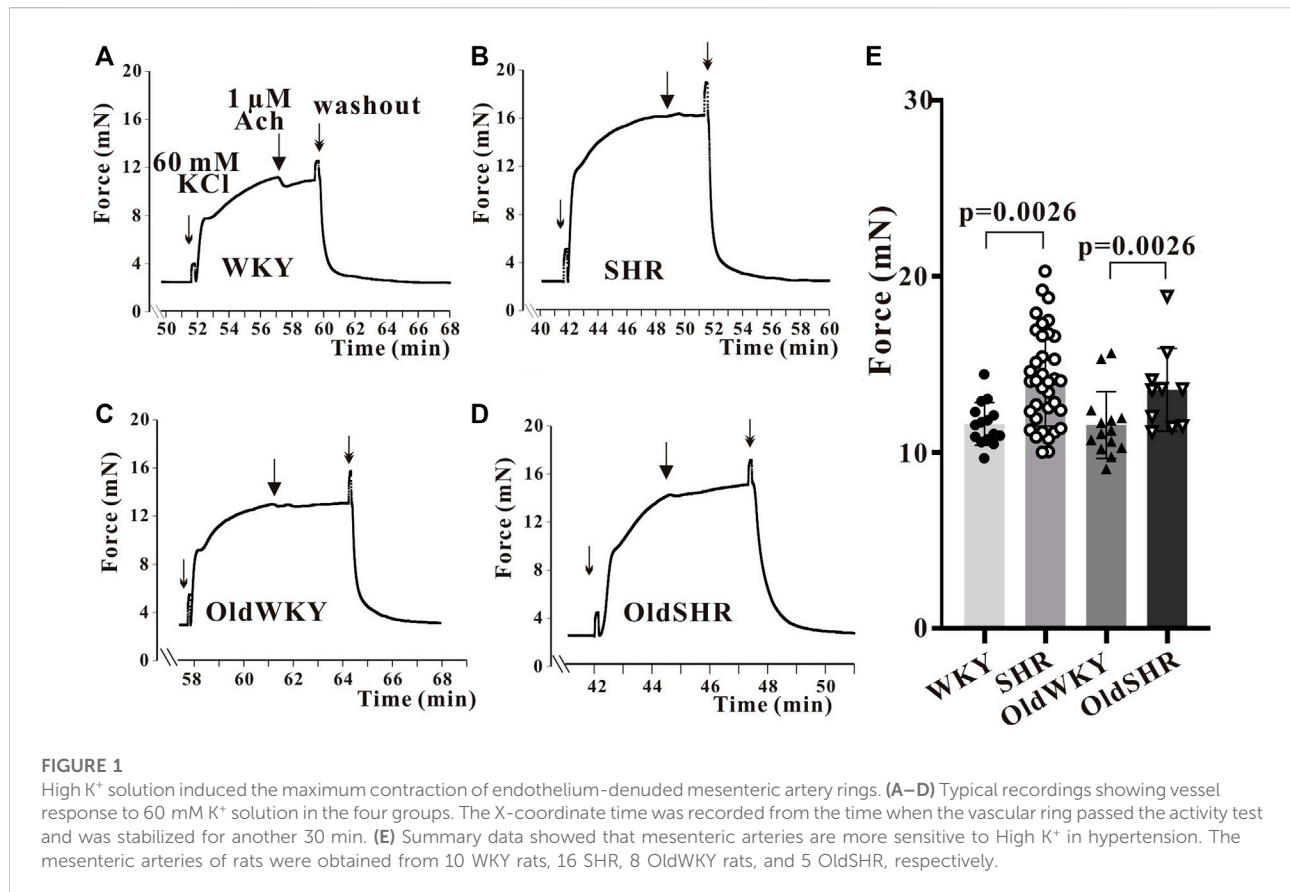 A
20
16
12
8
4
0
Force (mN)
1 µM
Ach
washout
60 mM
KCl
WKY
50 52 54 56 58 60 62 64 66 68
Time (min)
B
20
16
12
8
4
0
Force (mN)
SHR
40 42 44 46 48 50 52 54 56 58 60
Time (min)
C
20
16
12
8
4
0
Force (mN)
OldWKY
58 60 62 64 66 68
Time (min)
D
20
16
12
8
4
0
Force (mN)
OldSHR
42 44 46 48 50
Time (min)
E
30
20
10
0
Force (mN)
p=0.0026
p=0.0026
WKY
SHR
OldWKY
OldSHR
FIGURE 1
High K⁺ solution induced the maximum contraction of endothelium-denuded mesenteric artery rings. (A–D) Typical recordings showing vessel
response to 60 mM K⁺ solution in the four groups. The X-coordinate time was recorded from the time when the vascular ring passed the activity test
and was stabilized for another 30 min. (E) Summary data showed that mesenteric arteries are more sensitive to High K⁺ in hypertension. The
mesenteric arteries of rats were obtained from 10 WKY rats, 16 SHR, 8 OldWKY rats, and 5 OldSHR, respectively.